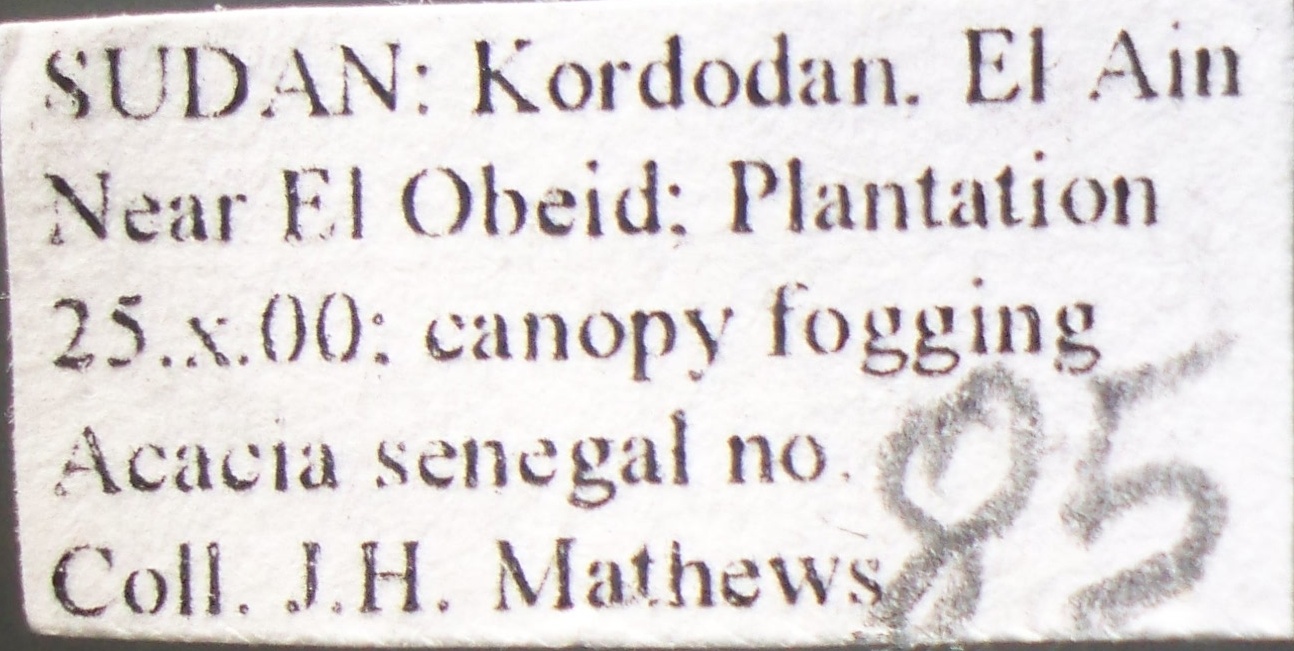 SUDAN: Kordodan. El Ain
Near El Obeid; Plantation
25.x.00: canopy fogging
Acacia senegal no. 85
Coll. J.H. Mathews